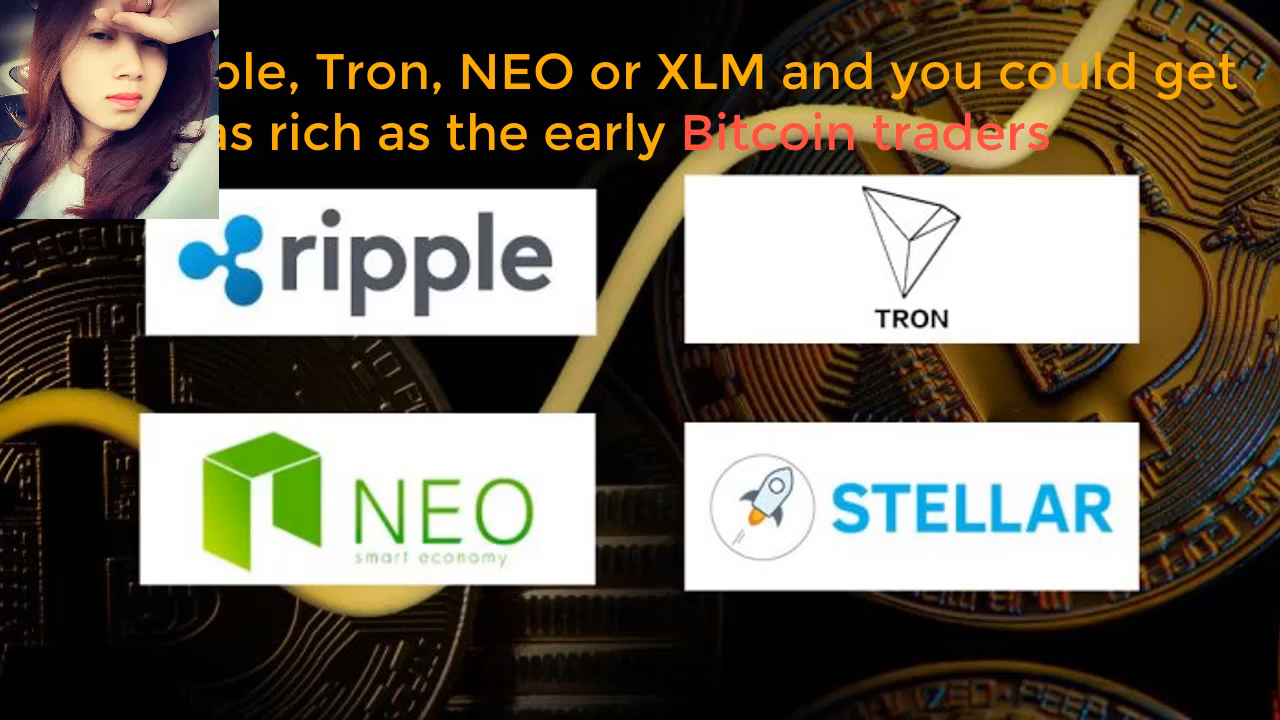 ple, Tron, NEO or XLM and you could get
as rich as the early Bitcoin traders
ripple
TRON
NEO
smart economy
STELLAR